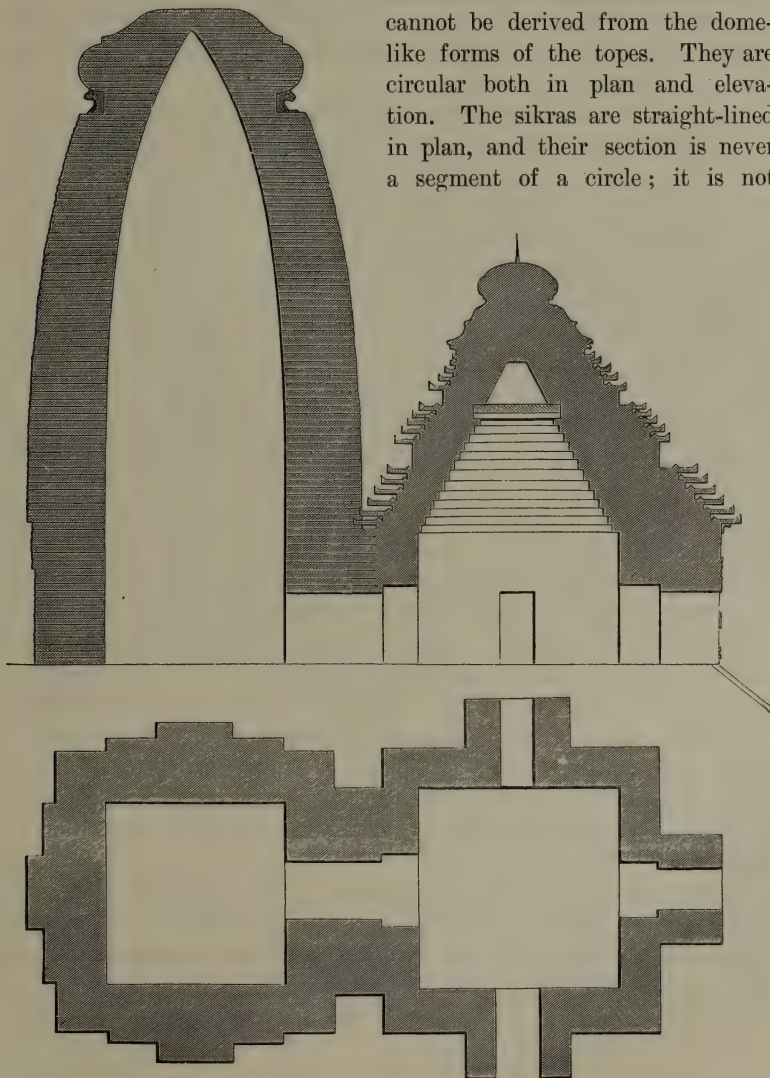 cannot be derived from the dome-
like forms of the topes. They are
circular both in plan and eleva-
tion. The sikras are straight-lined
in plan, and their section is never
a segment of a circle; it is not